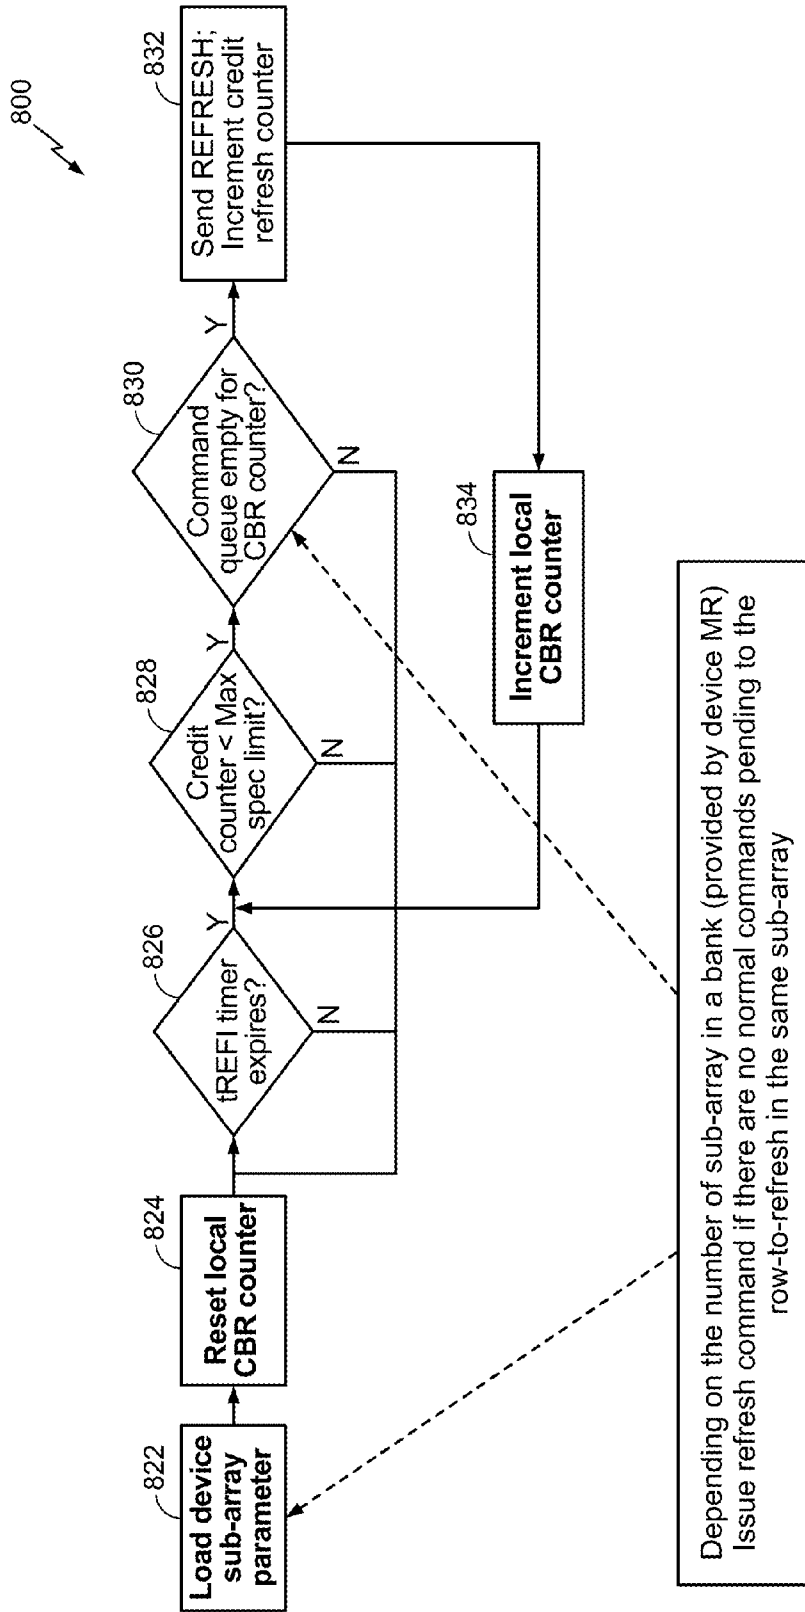 800
822
Load device
sub-array
parameter
824
Reset local
CBR counter
826
tREFI timer
expires?
Y
N
828
Credit
counter < Max
spec limit?
Y
N
830
Command
queue empty for
CBR counter?
Y
N
832
Send REFRESH;
Increment credit
refresh counter
834
Increment local
CBR counter
Depending on the number of sub-array in a bank (provided by device MR)
Issue refresh command if there are no normal commands pending to the
row-to-refresh in the same sub-array